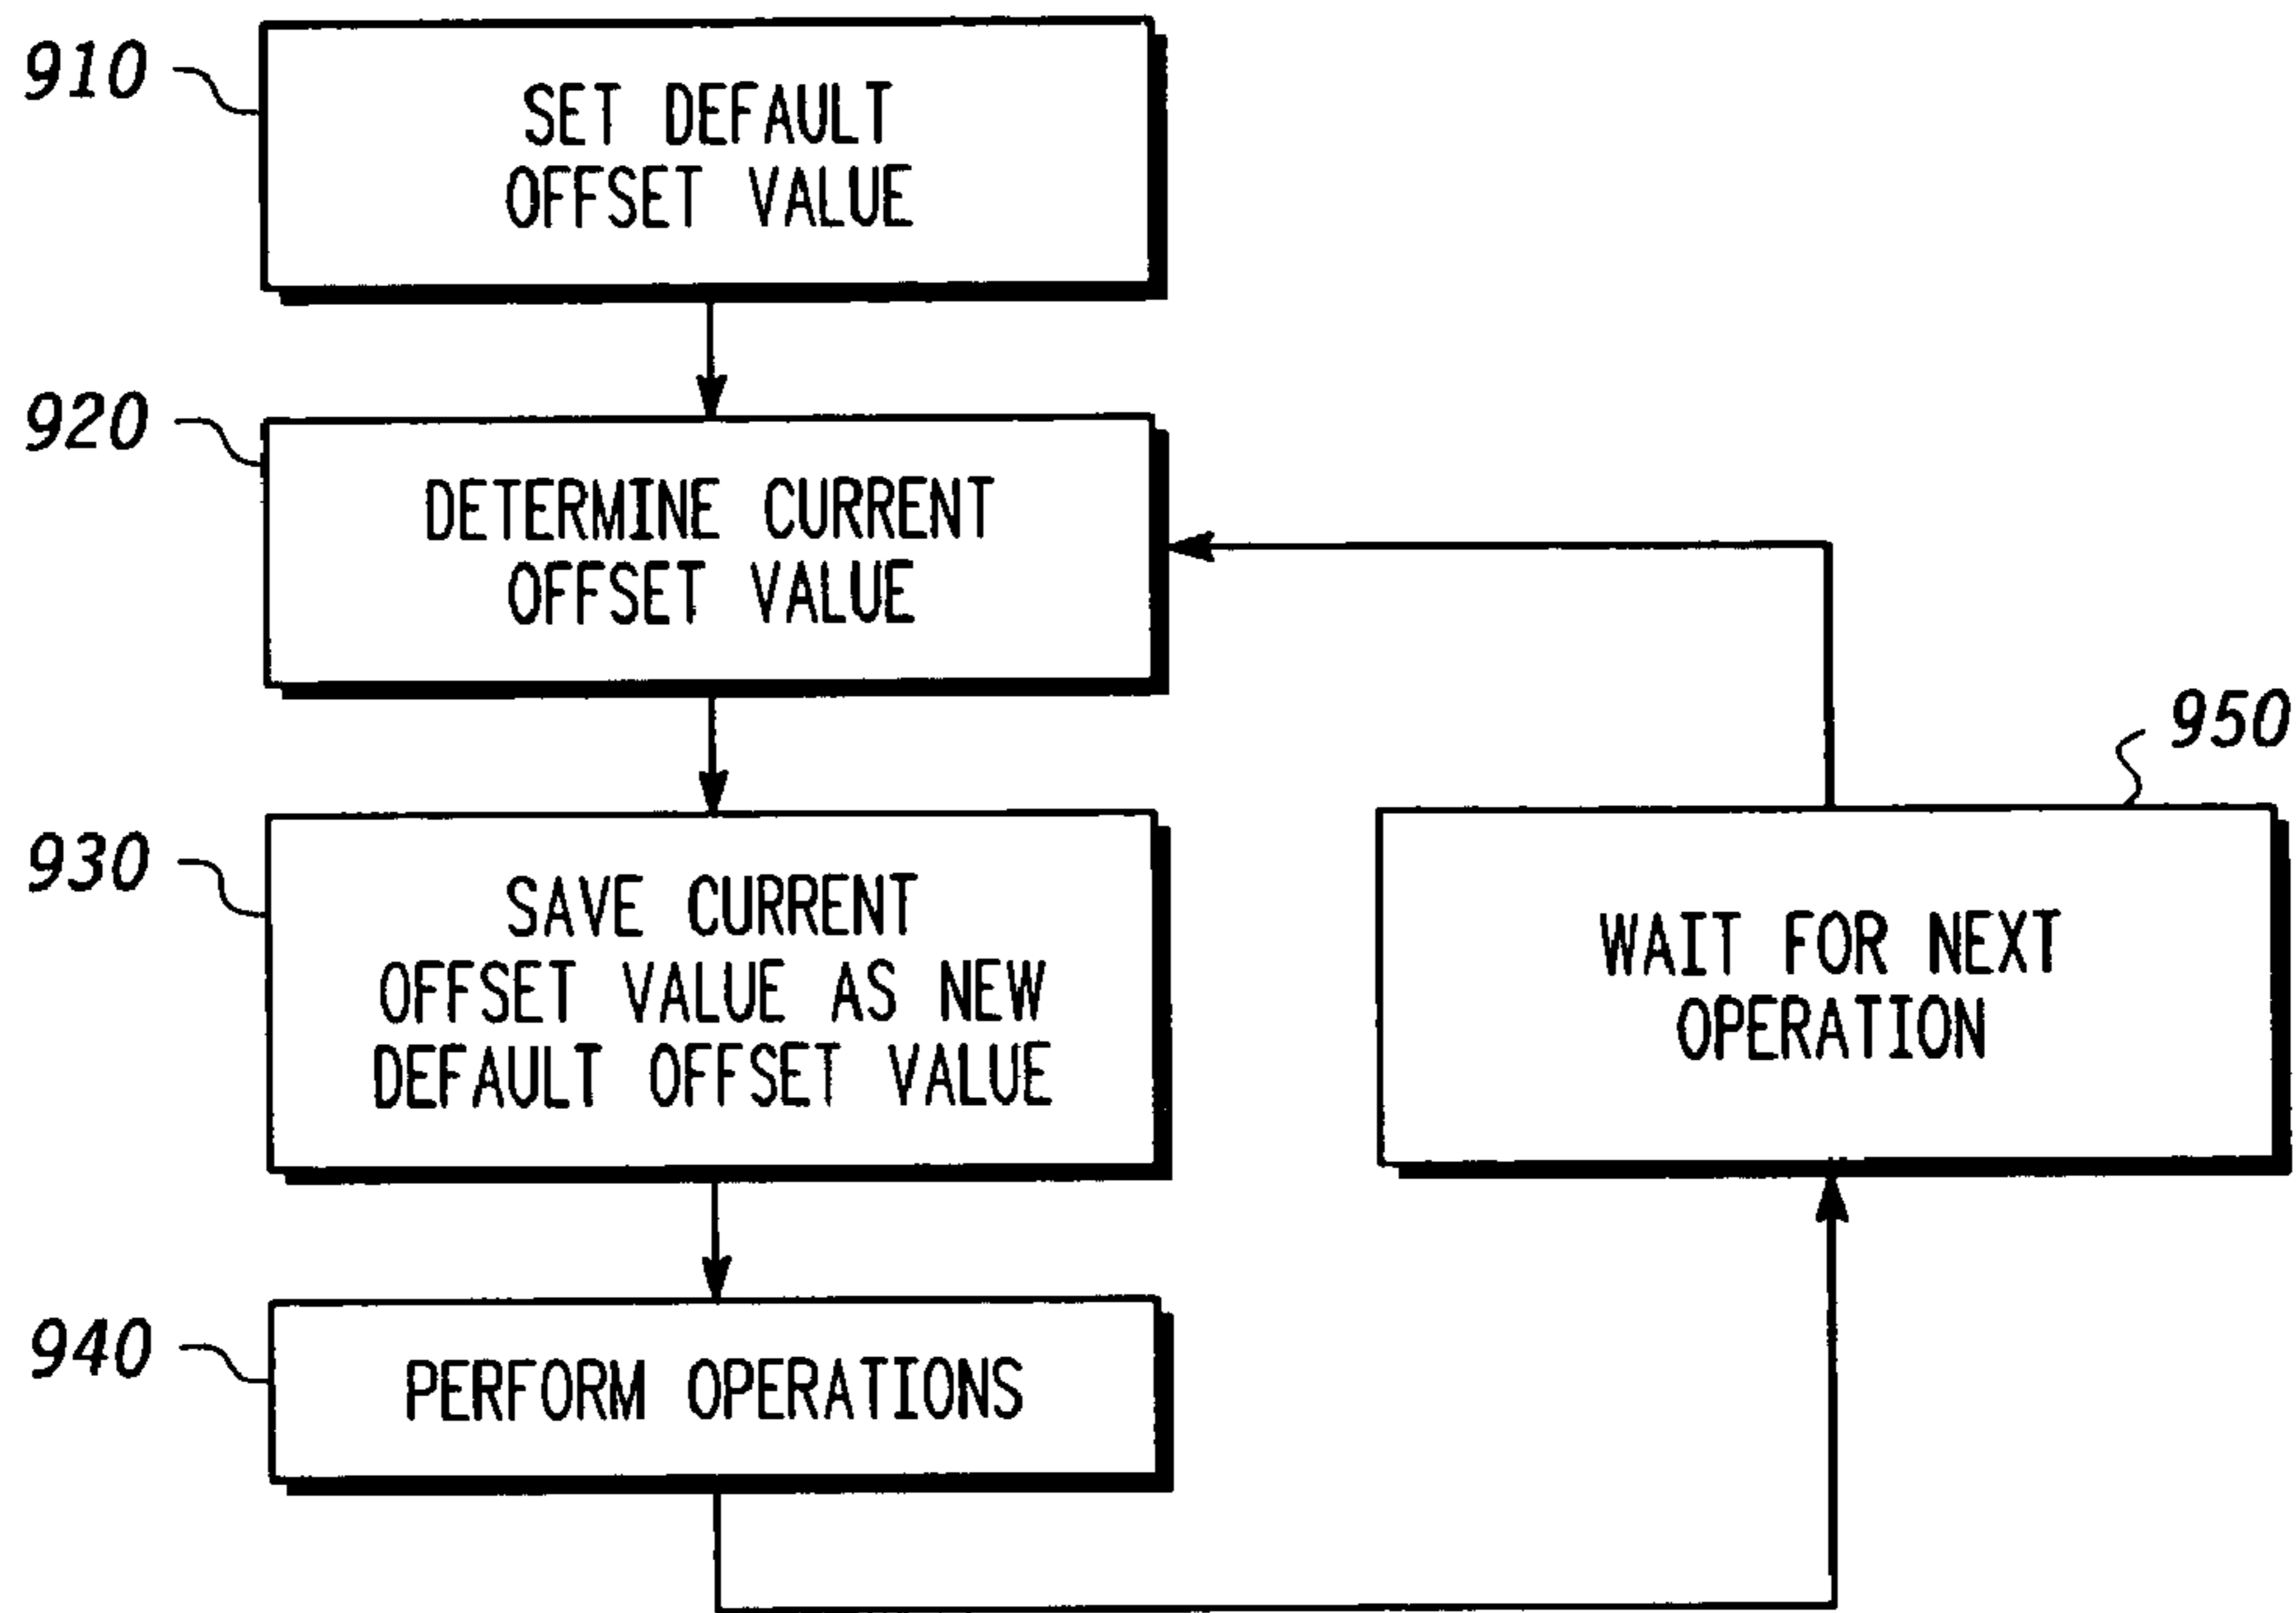 910
SET DEFAULT
OFFSET VALUE
920
DETERMINE CURRENT
OFFSET VALUE
930
SAVE CURRENT
OFFSET VALUE AS NEW
DEFAULT OFFSET VALUE
940
PERFORM OPERATIONS
950
WAIT FOR NEXT
OPERATION